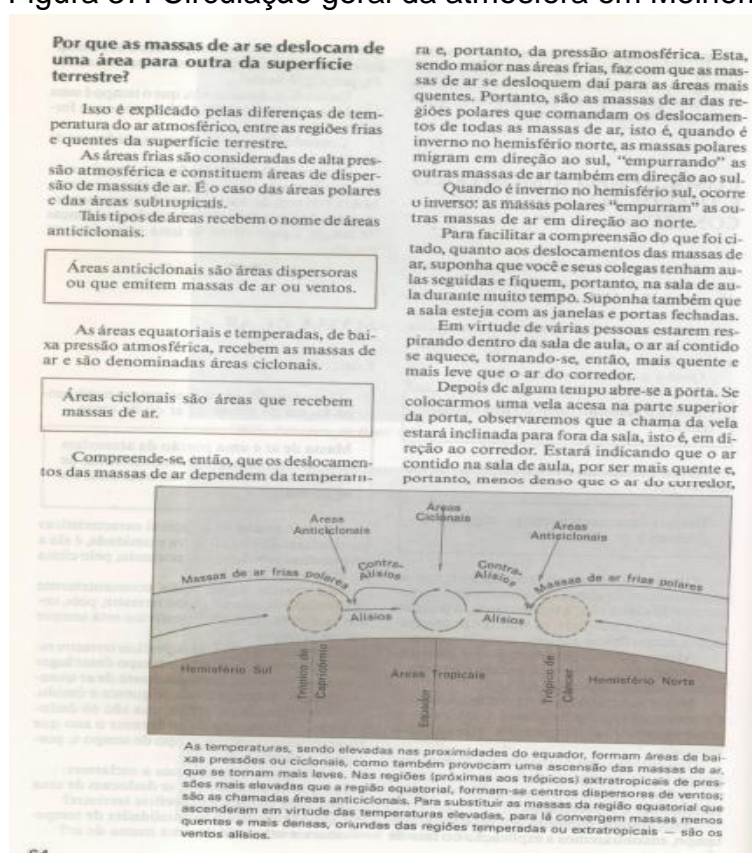 Por que as massas de ar se deslocam de
uma área para outra da superfície
terrestre?
Isso é explicado pelas diferenças de tem-
peratura do ar atmosférico, entre as regiões frias
e quentes da superfície terrestre.
As áreas frias são consideradas de alta pres-
são atmosférica e constituem áreas de disper-
são de massas de ar. É o caso das áreas polares
e das áreas subtropicais.
Tais tipos de áreas recebem o nome de áreas
anticiclonais.
Áreas anticiclonais são áreas dispersoras
ou que emitem massas de ar ou ventos.
As áreas equatoriais e temperadas, de bai-
xa pressão atmosférica, recebem as massas de
ar e são denominadas áreas ciclonais.
Áreas ciclonais são áreas que recebem
massas de ar.
Compreende-se, então, que os deslocamen-
tos das massas de ar dependem da temperatu-
ra e, portanto, da pressão atmosférica. Esta,
sendo maior nas áreas frias, faz com que as mas-
sas de ar se desloquem daí para as áreas mais
quentes. Portanto, são as massas de ar das re-
giões polares que comandam os deslocamen-
tos de todas as massas de ar, isto é, quando é
inverno no hemisfério norte, as massas polares
migram em direção ao sul, "empurrando" as
outras massas de ar também em direção ao sul.
Quando é inverno no hemisfério sul, ocorre
o inverso: as massas polares "empurram" as ou-
tras massas de ar em direção ao norte.
Para facilitar a compreensão do que foi ci-
tado, quanto aos deslocamentos das massas de
ar, suponha que você e seus colegas tenham au-
las seguidas e fiquem, portanto, na sala de au-
la durante muito tempo. Suponha também que
a sala esteja com as janelas e portas fechadas.
Em virtude de várias pessoas estarem res-
pirando dentro da sala de aula, o ar aí contido
se aquece, tornando-se, então, mais quente e
mais leve que o ar do corredor.
Depois de algum tempo abre-se a porta. Se
colocarmos uma vela acesa na parte superior
da porta, observaremos que a chama da vela
estará inclinada para fora da sala, isto é, em di-
reção ao corredor. Estará indicando que o ar
contido na sala de aula, por ser mais quente e,
portanto, menos denso que o ar do corredor,
Áreas
Anticiclonais
Áreas
Ciclonais
Áreas
Anticiclonais
Massas de ar frias polares
Contra-
Alísios
Contra-
Alísios
Massas de ar frias polares
Alísios
Alísios
Hemisfério Sul
Trópico de
Capricórnio
Áreas Tropicais
Equador
Trópico de
Câncer
Hemisfério Norte
As temperaturas, sendo elevadas nas proximidades do equador, formam áreas de bai-
xas pressões ou ciclonais, como também provocam uma ascensão das massas de ar,
que se tornam mais leves. Nas regiões (próximas aos trópicos) extratropicais de pres-
sões mais elevadas que a região equatorial, formam-se centros dispersores de ventos;
são as chamadas áreas anticiclonais. Para substituir as massas da região equatorial que
ascenderam em virtude das temperaturas elevadas, para lá convergem massas menos
quentes e mais densas, oriundas das regiões temperadas ou extratropicais — são os
ventos alísios.